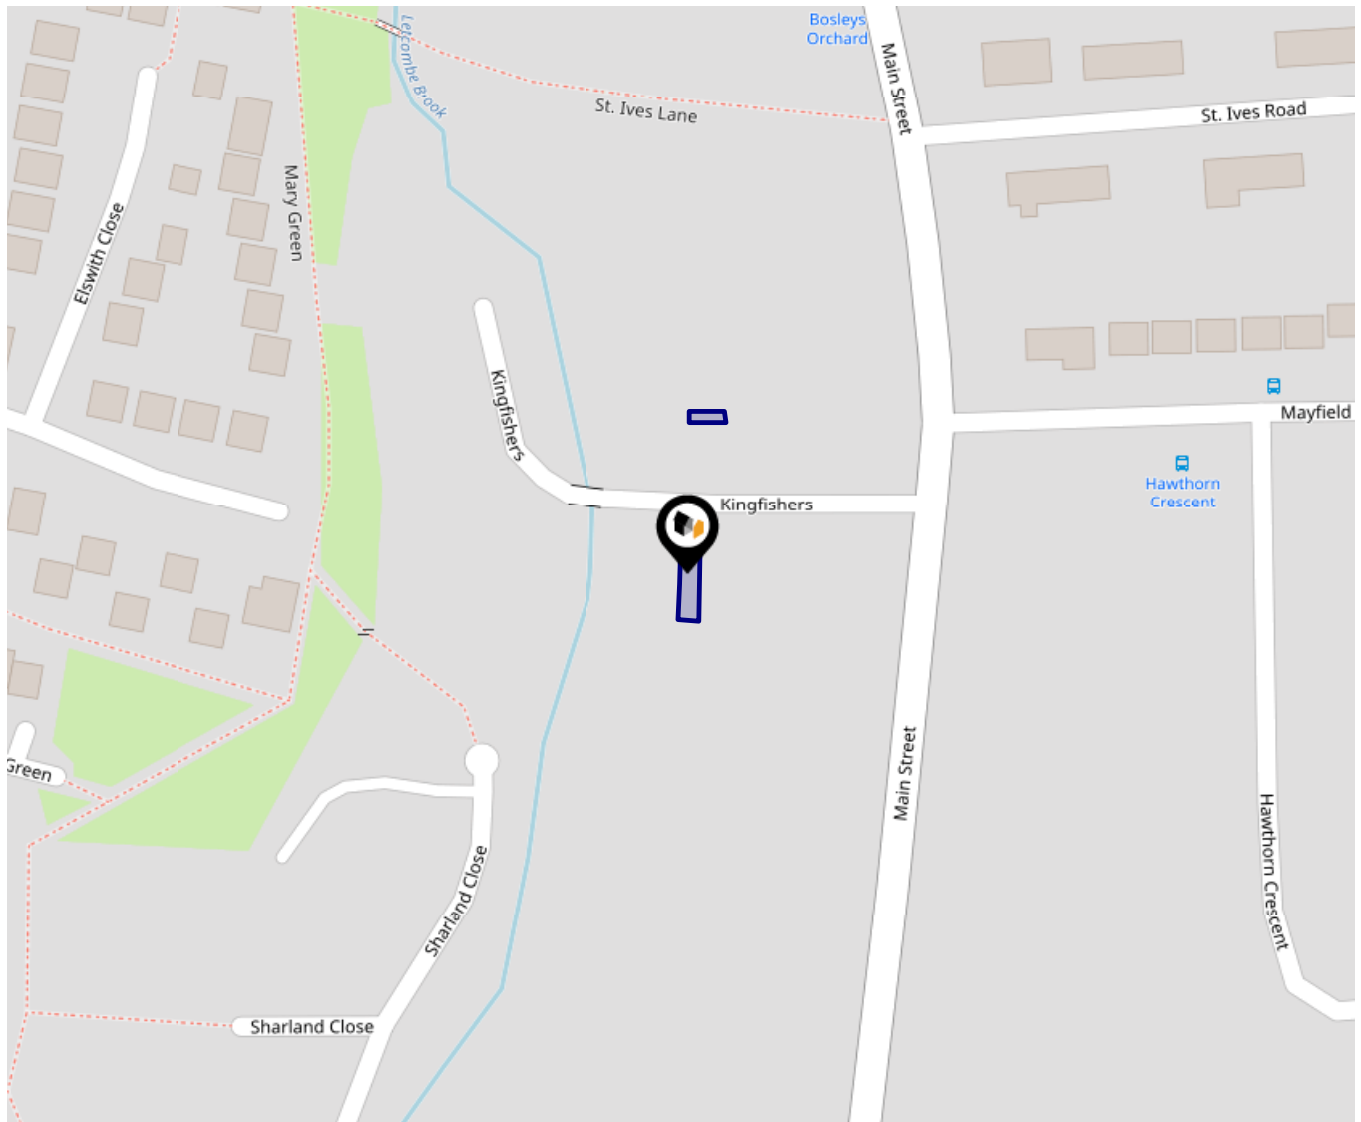 Bosleys
Orchard
Letcombe Brook
Main Street
St. Ives Lane
St. Ives Road
Mary Green
Elswith Close
Kingfishers
Mayfield
Kingfishers
Hawthorn
Crescent
Green
Main Street
Hawthorn Crescent
Sharland Close
Sharland Close